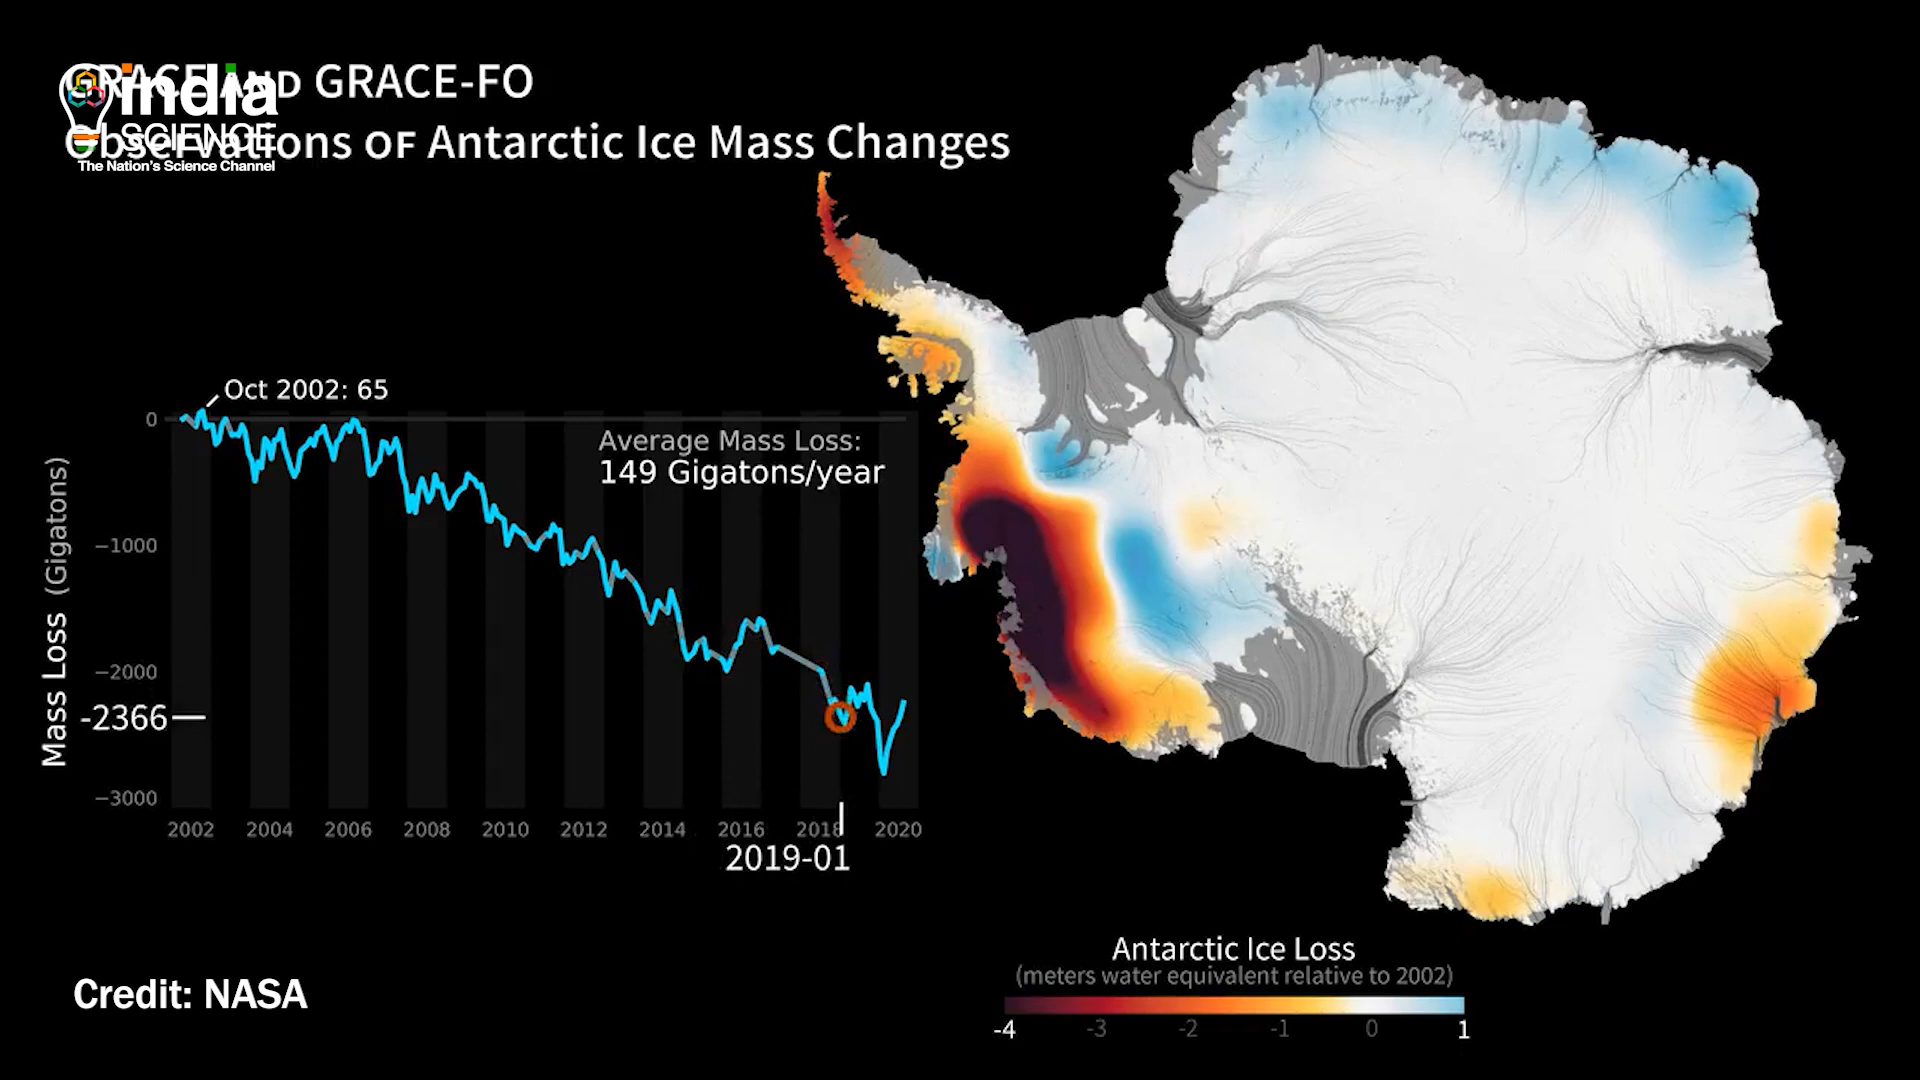 GRACE AND GRACE-FO
Observations OF Antarctic Ice Mass Changes
india
SCIENCE
The Nation's Science Channel
Oct 2002: 65
Average Mass Loss:
149 Gigatons/year
Mass Loss (Gigatons)
0
−1000
−2000
-2366
−3000
2002 2004 2006 2008 2010 2012 2014 2016 2018 2020
2019-01
Antarctic Ice Loss
(meters water equivalent relative to 2002)
-4 -3 -2 -1 0 1
Credit: NASA